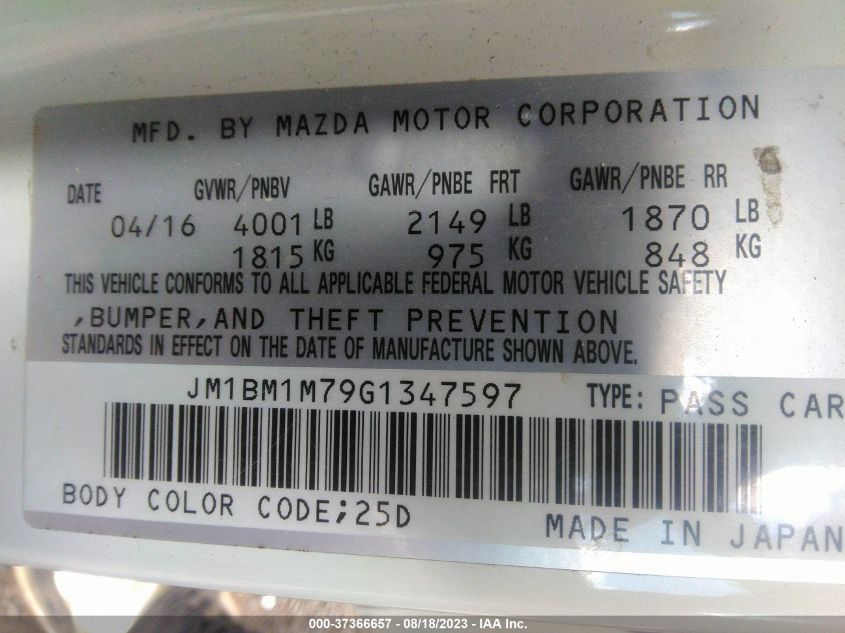 MFD. BY MAZDA MOTOR CORPORATION
DATE GVWR/PNBV GAWR/PNBE FRT GAWR/PNBE RR
04/16 4001 LB 2149 LB 1870 LB
1815 KG 975 KG 848 KG
THIS VEHICLE CONFORMS TO ALL APPLICABLE FEDERAL MOTOR VEHICLE SAFETY
,BUMPER,AND THEFT PREVENTION
STANDARDS IN EFFECT ON THE DATE OF MANUFACTURE SHOWN ABOVE.
JM1BM1M79G1347597 TYPE: PASS CAR
BODY COLOR CODE;25D
MADE IN JAPAN
000-37366657 - 08/18/2023 - IAA Inc.